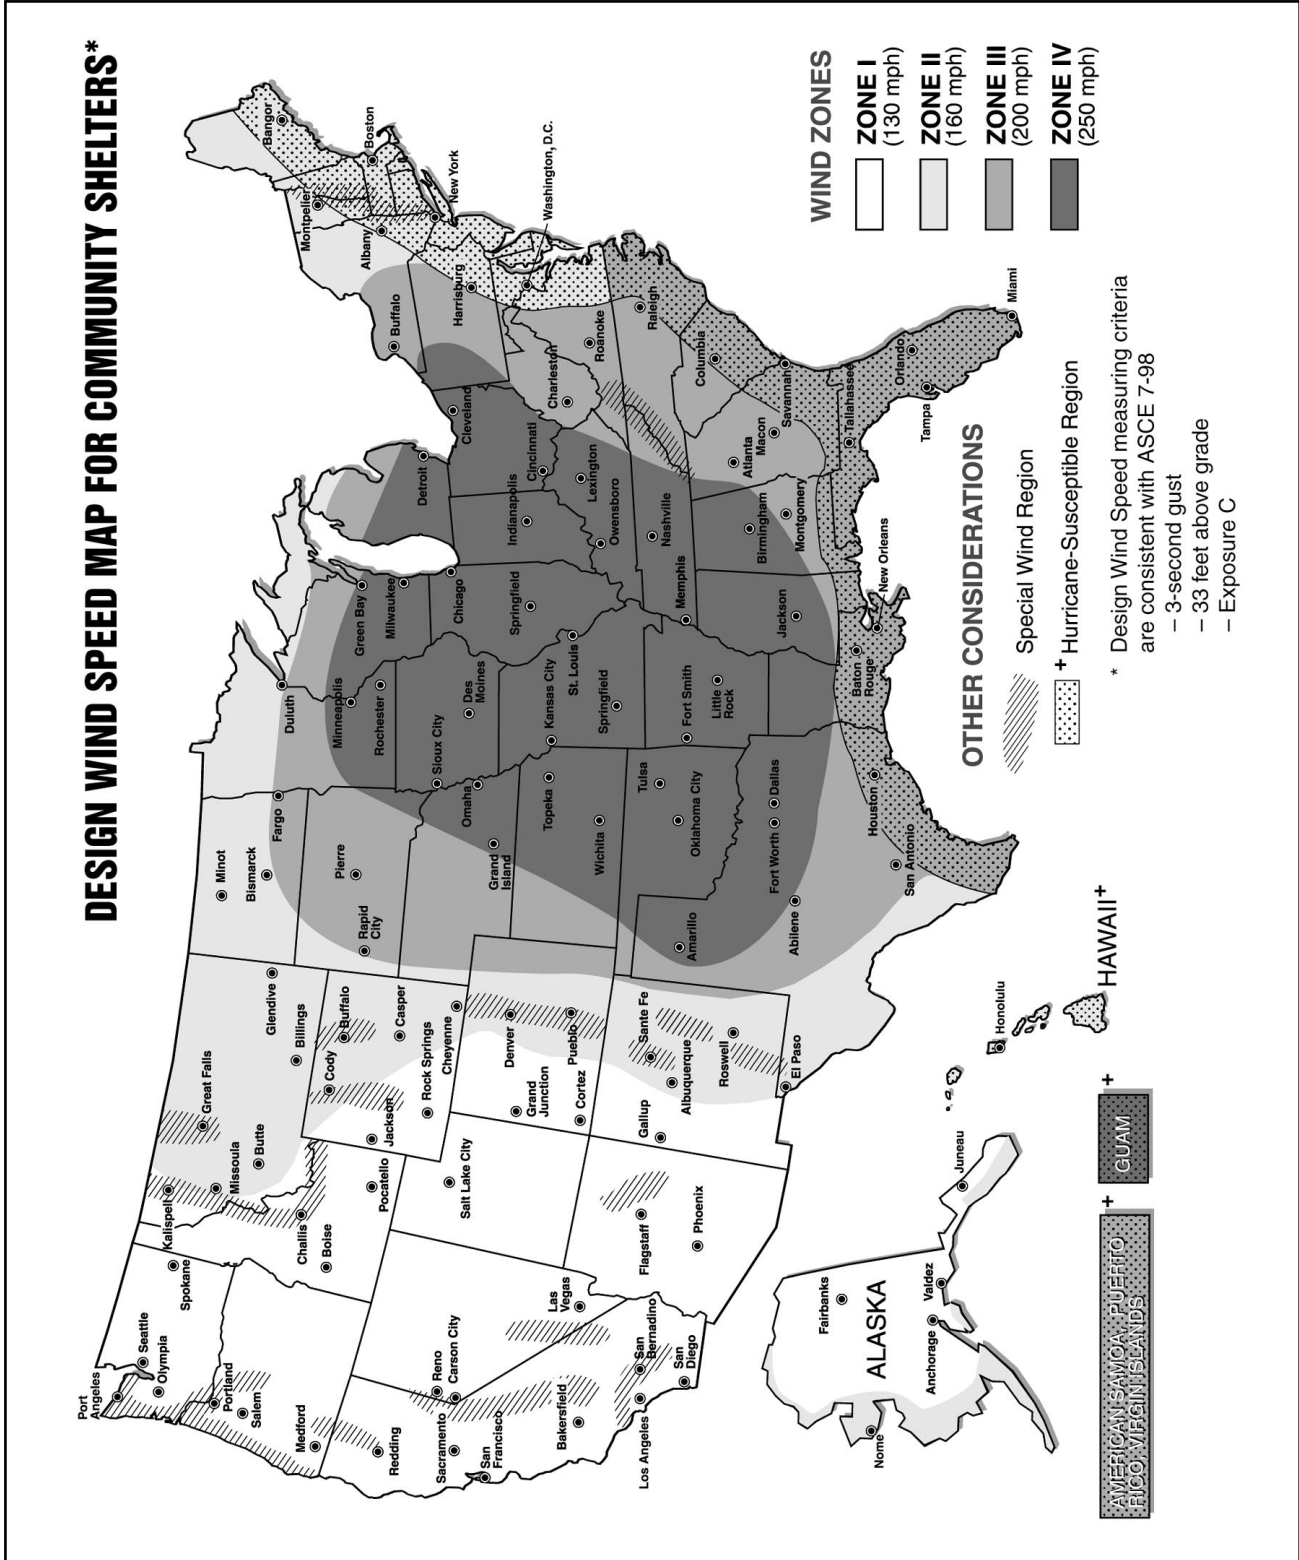 DESIGN WIND SPEED MAP FOR COMMUNITY SHELTERS*
Port
Angeles
Seattle
Olympia
Spokane
Portland
Salem
Medford
Kalispell
Missoula
Great Falls
Butte
Glendive
Billings
Minot
Bismarck
Fargo
Duluth
Challis
Boise
Pocatello
Jackson
Cody
Buffalo
Casper
Rock Springs
Cheyenne
Rapid
City
Pierre
Minneapolis
Rochester
Green Bay
Milwaukee
Montpelier
Bangor
Albany
Boston
New York
Buffalo
Harrisburg
Washington, D.C.
Redding
Reno
Carson City
Sacramento
San
Francisco
Salt Lake City
Grand
Junction
Denver
Pueblo
Cortez
Grand
Island
Omaha
Sioux City
Des
Moines
Chicago
Detroit
Cleveland
Springfield
Indianapolis
Cincinnati
Charleston
Roanoke
Raleigh
Las
Vegas
Bakersfield
Los Angeles
San
Bernadino
San
Diego
Flagstaff
Phoenix
Gallup
Albuquerque
Sante Fe
Roswell
El Paso
Topeka
Wichita
Kansas City
St. Louis
Springfield
Owensboro
Lexington
Nashville
Memphis
Amarillo
Tulsa
Oklahoma City
Fort Smith
Little
Rock
Abilene
Fort Worth
Dallas
San Antonio
Houston
Baton
Rouge
New Orleans
Jackson
Birmingham
Montgomery
Atlanta
Macon
Columbia
Savannah
Tallahassee
Orlando
Tampa
Miami
ALASKA
Fairbanks
Anchorage
Valdez
Nome
Juneau
Honolulu
HAWAII+
AMERICAN SAMOA, PUERTO
RICO, VIRGIN ISLANDS
+
GUAM
+
WIND ZONES
ZONE I
(130 mph)
ZONE II
(160 mph)
ZONE III
(200 mph)
ZONE IV
(250 mph)
OTHER CONSIDERATIONS
Special Wind Region
+ Hurricane-Susceptible Region
* Design Wind Speed measuring criteria
are consistent with ASCE 7-98
– 3-second gust
– 33 feet above grade
– Exposure C